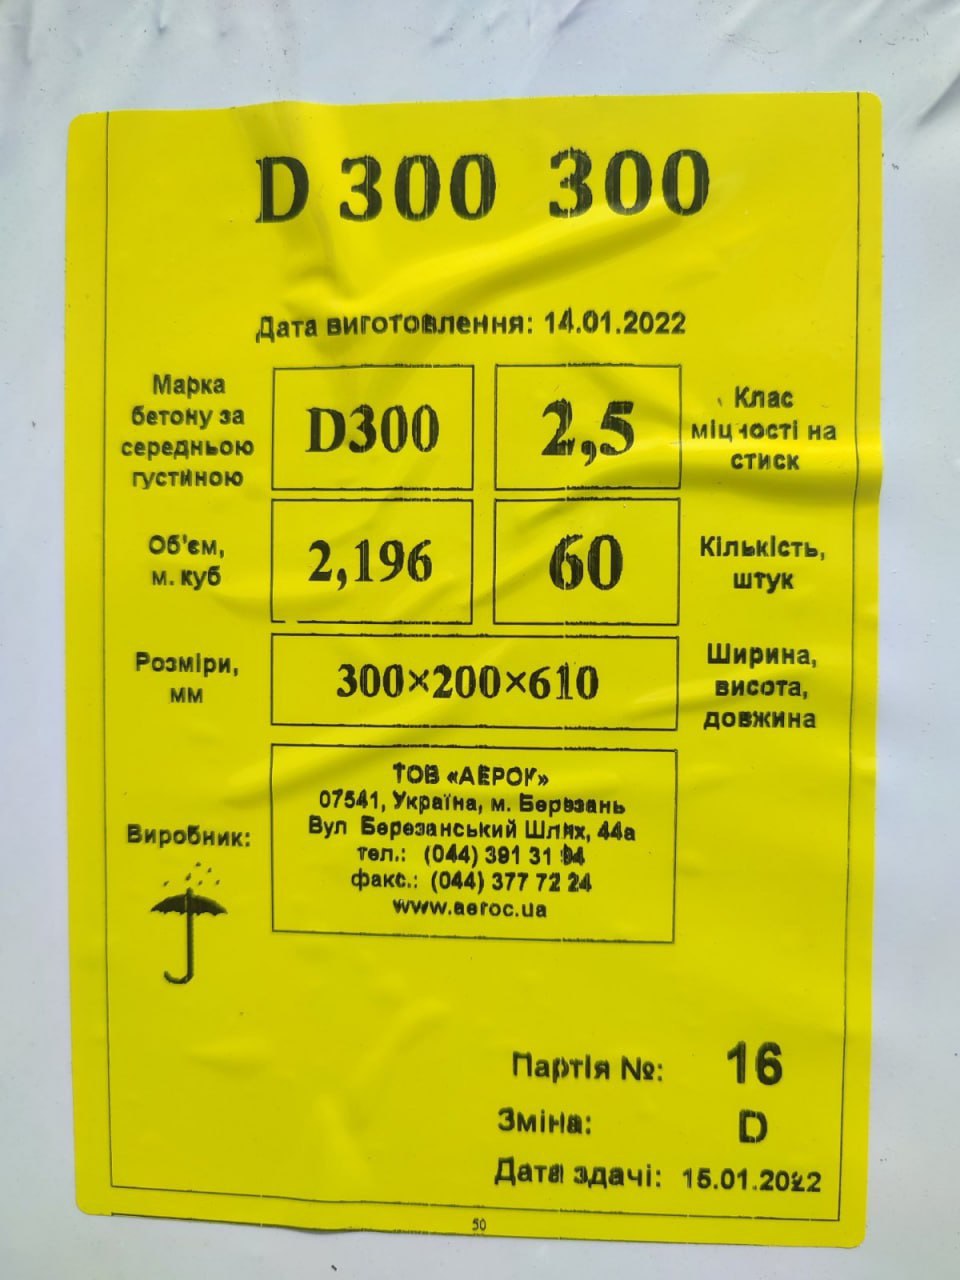 D 300 300
Дата виготовлення: 14.01.2022
Марка
бетону за
середньою
густиною
D300
2,5
Клас
міцності на
стиск
Об'єм,
м. куб
2,196
60
Кількість,
штук
Розміри,
мм
300×200×610
Ширина,
висота,
довжина
Виробник:
ТОВ «АЕРОК»
07541, Україна, м. Березань
Вул Березанський Шлях, 44а
тел.: (044) 391 31 94
факс.: (044) 377 72 24
www.aeroc.ua
Партія №: 16
Зміна: D
Дата здачі: 15.01.2022
50